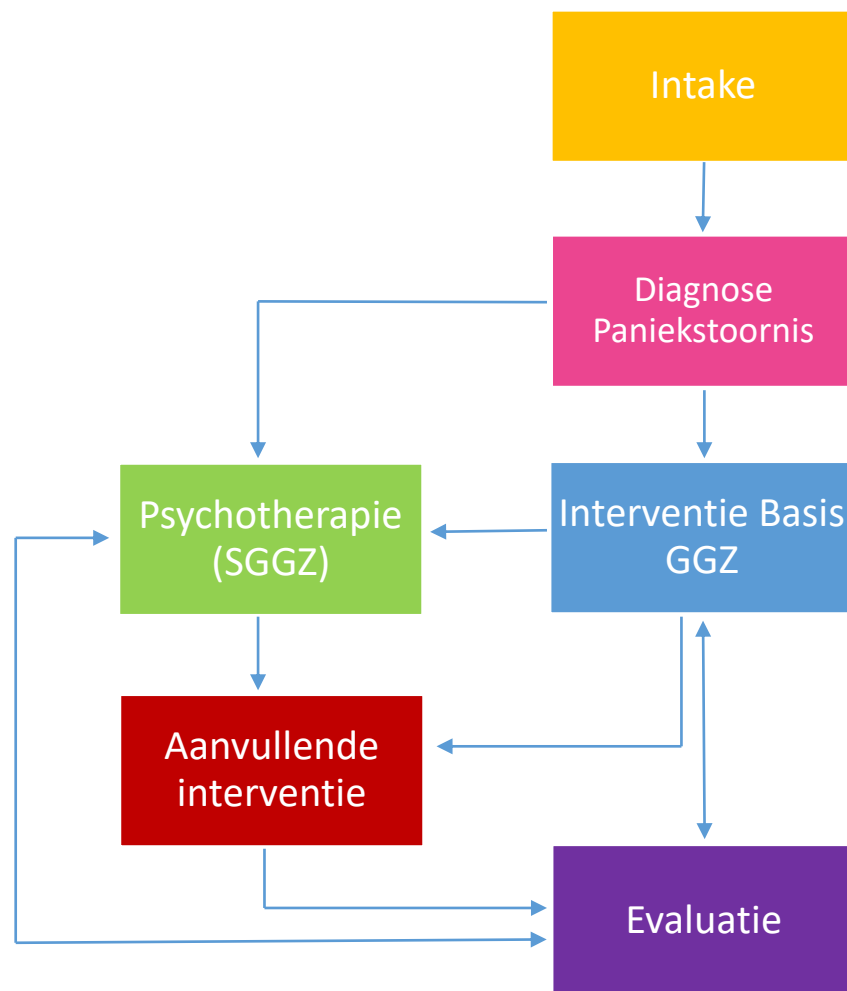 Intake
Diagnose
Paniekstoornis
Psychotherapie
(SGGZ)
Interventie Basis
GGZ
Aanvullende
interventie
Evaluatie